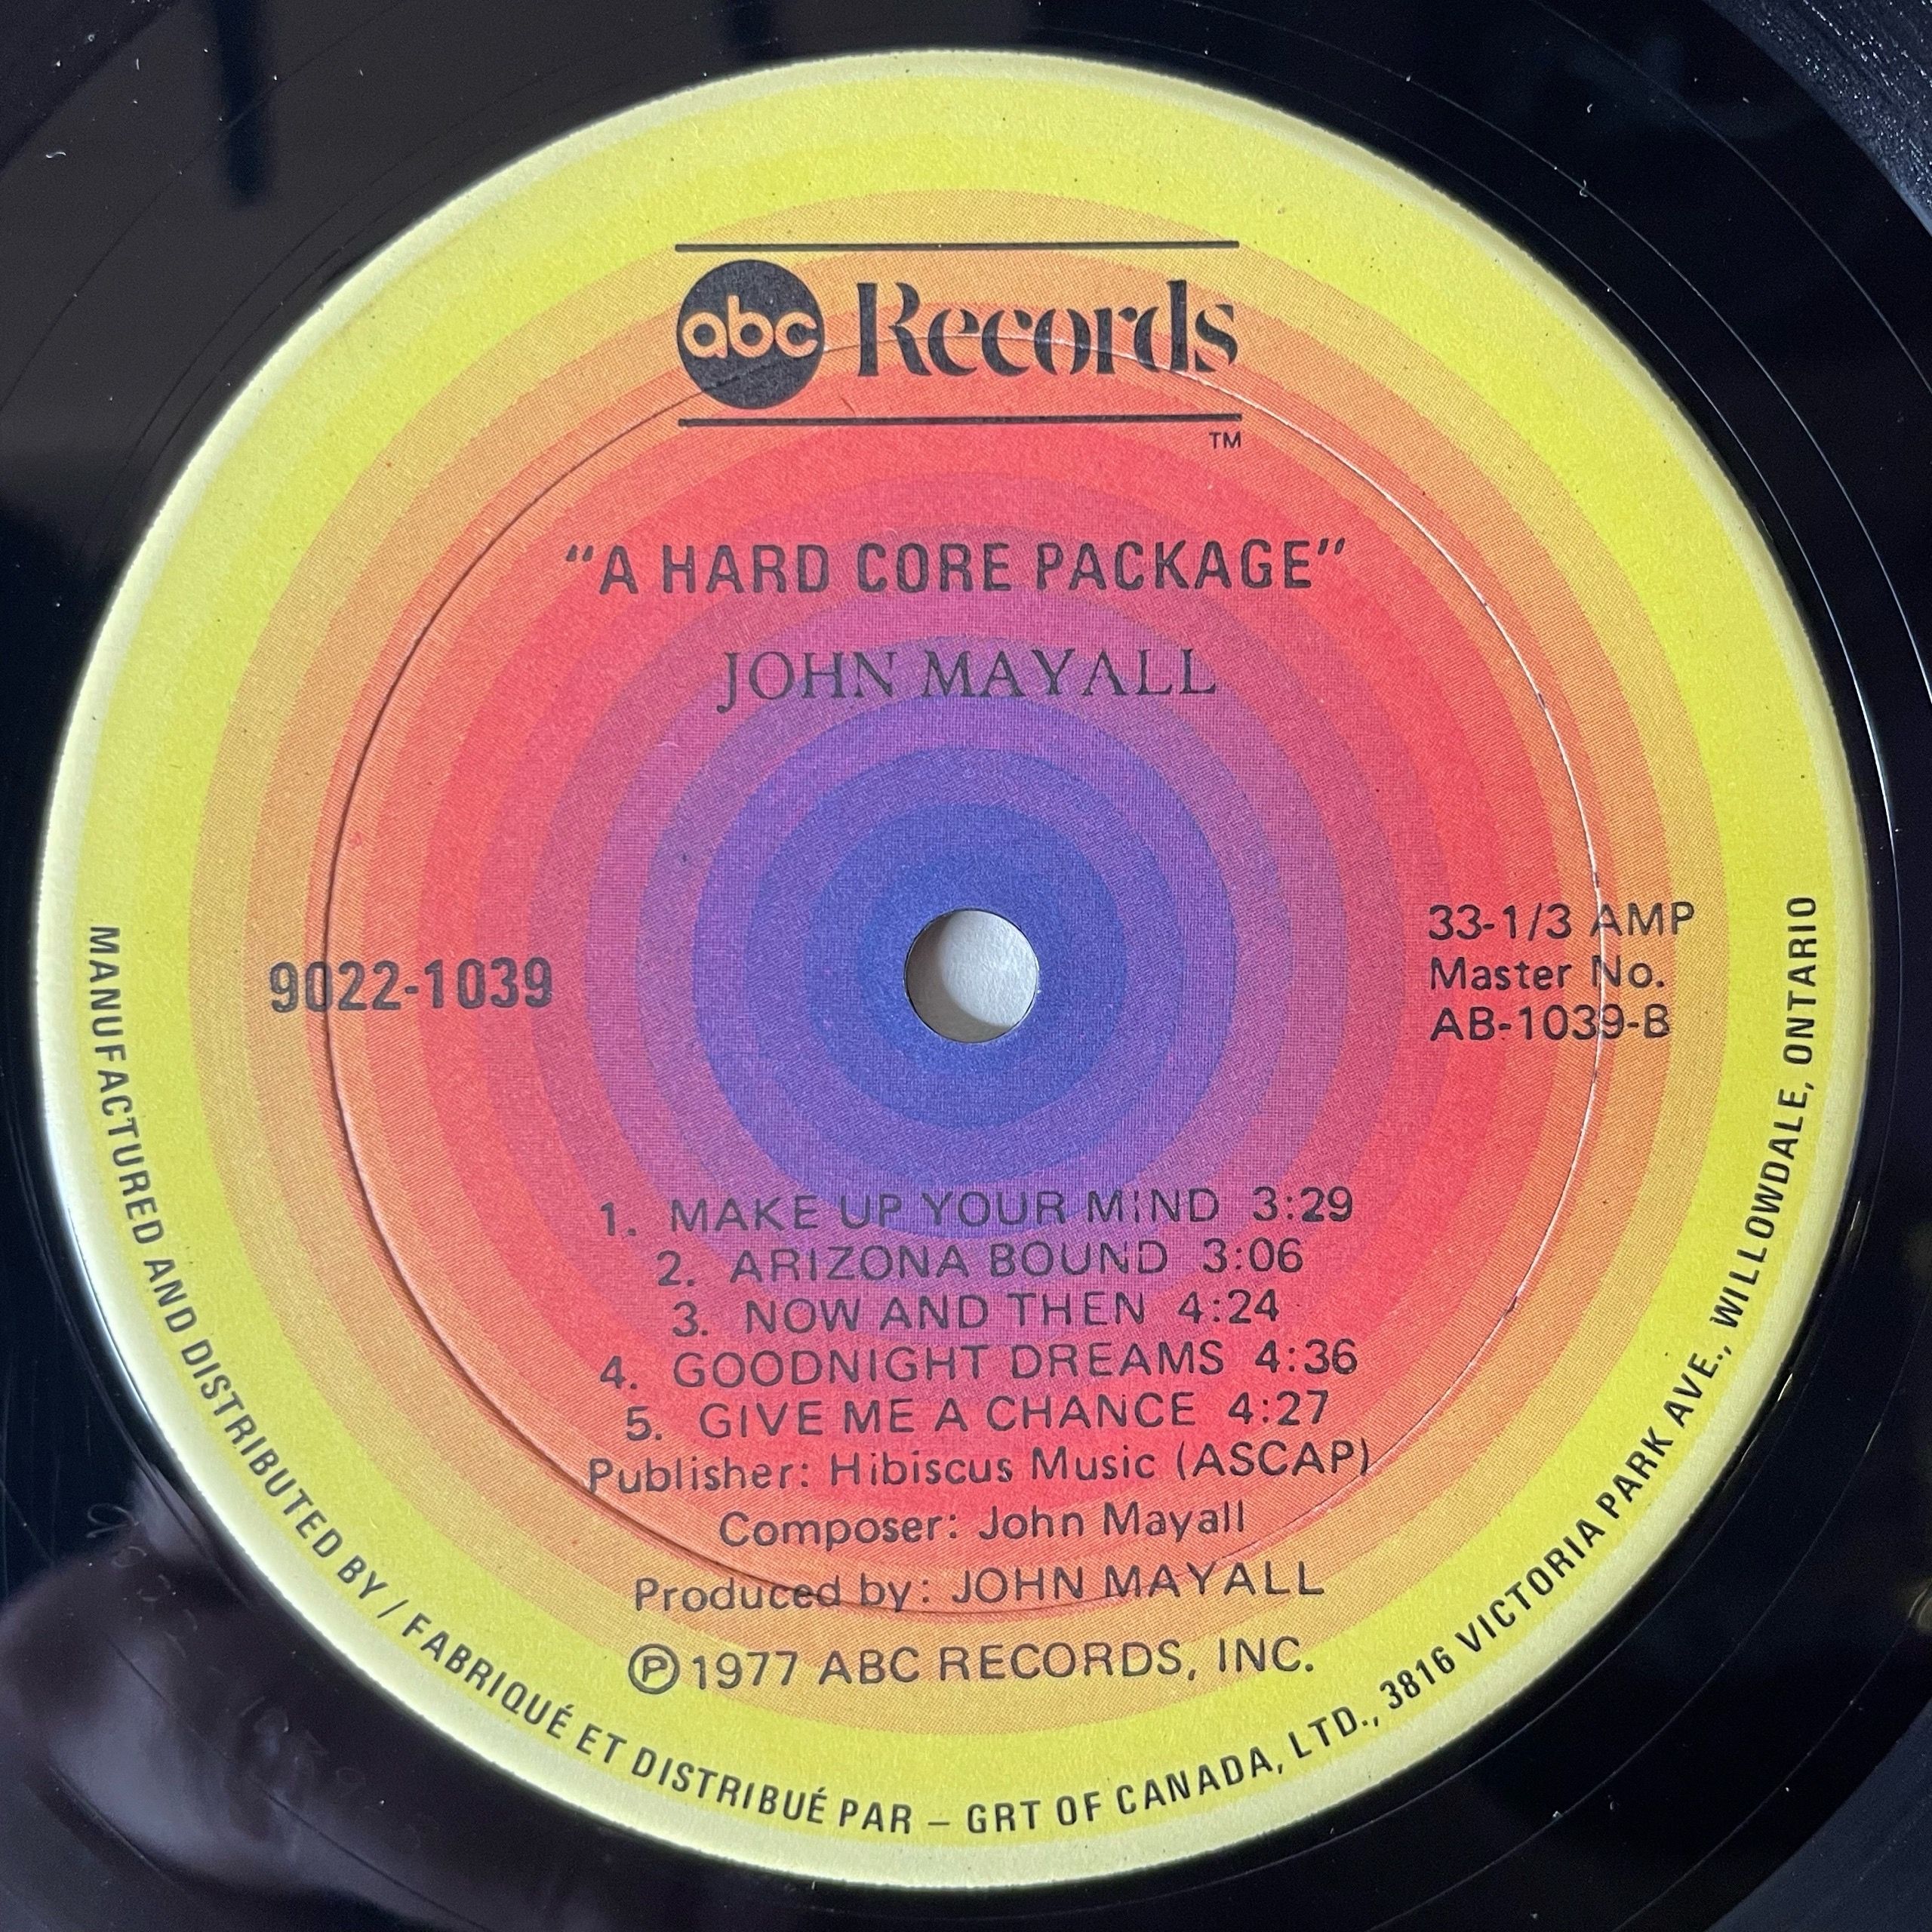 abc Records
TM
"A HARD CORE PACKAGE"
JOHN MAYALL
9022-1039
33-1/3 AMP
Master No.
AB-1039-B
1. MAKE UP YOUR MIND 3:29
2. ARIZONA BOUND 3:06
3. NOW AND THEN 4:24
4. GOODNIGHT DREAMS 4:36
5. GIVE ME A CHANCE 4:27
Publisher: Hibiscus Music (ASCAP)
Composer: John Mayall
Produced by: JOHN MAYALL
Ⓟ1977 ABC RECORDS, INC.
MANUFACTURED AND DISTRIBUTED BY / FABRIQUÉ ET DISTRIBUÉ PAR – GRT OF CANADA, LTD., 3816 VICTORIA PARK AVE., WILLOWDALE, ONTARIO